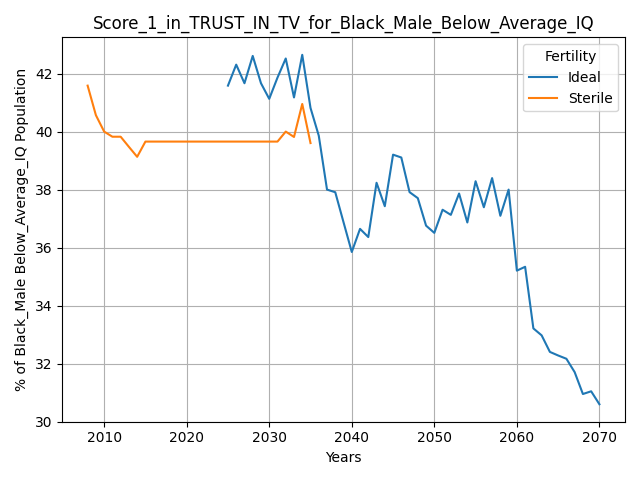 Score_1_in_TRUST_IN_TV_for_Black_Male_Below_Average_IQ
Fertility
Ideal
Sterile
% of Black_Male Below_Average_IQ Population
42
40
38
36
34
32
30
2010
2020
2030
2040
2050
2060
2070
Years